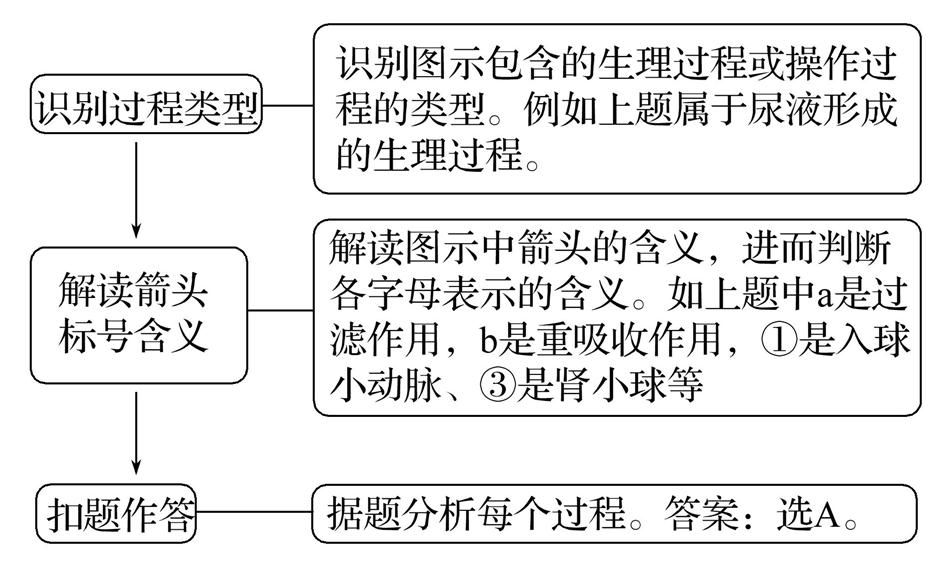 识别过程类型
识别图示包含的生理过程或操作过
程的类型。例如上题属于尿液形成
的生理过程。
解读箭头
标号含义
解读图示中箭头的含义，进而判断
各字母表示的含义。如上题中a是过
滤作用，b是重吸收作用，①是入球
小动脉、③是肾小球等
扣题作答
据题分析每个过程。答案：选A。